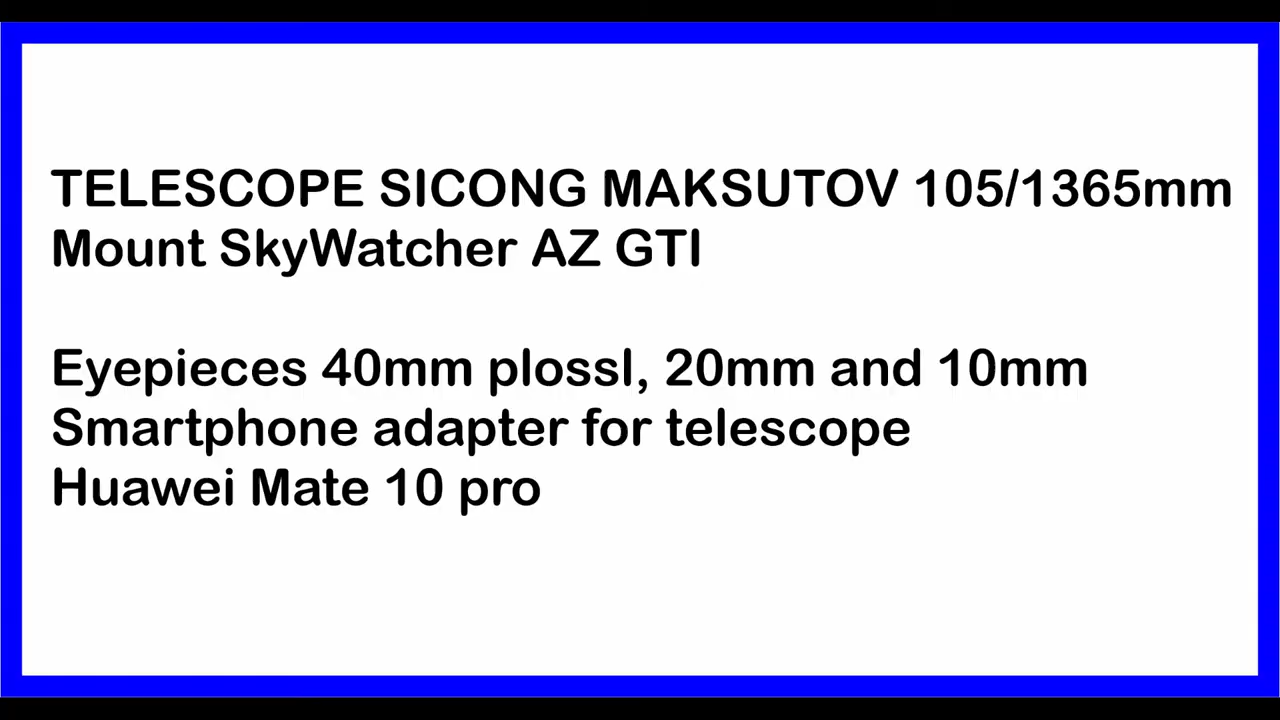 TELESCOPE SICONG MAKSUTOV 105/1365mm
Mount SkyWatcher AZ GTI
Eyepieces 40mm plossl, 20mm and 10mm
Smartphone adapter for telescope
Huawei Mate 10 pro